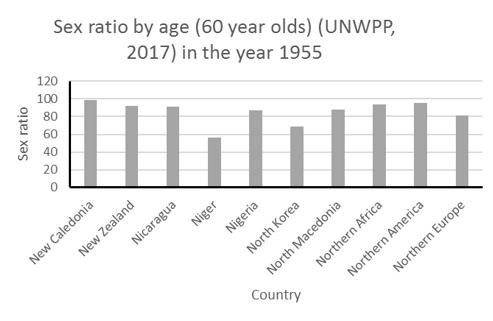 Sex ratio by age (60 year olds) (UNWPP,
2017) in the year 1955
120
100
80
60
40
20
0
Sex ratio
New Caledonia
New Zealand
Nicaragua
Niger
Nigeria
North Korea
North Macedonia
Northern Africa
Northern America
Northern Europe
Country